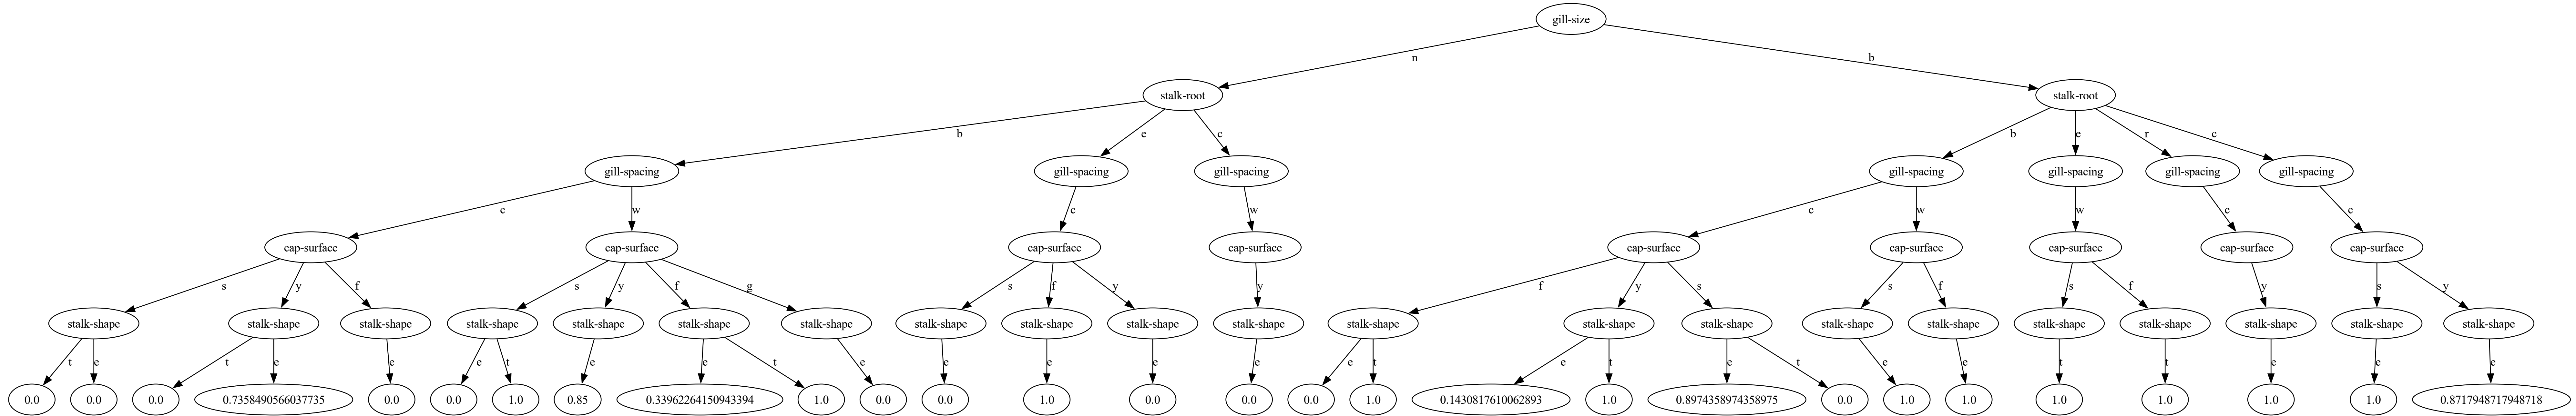 gill-size
n b
stalk-root stalk-root
b e c b e r c
gill-spacing gill-spacing gill-spacing gill-spacing gill-spacing gill-spacing gill-spacing
c w c w c w w c c
cap-surface cap-surface cap-surface cap-surface cap-surface cap-surface cap-surface cap-surface cap-surface
s y f s y f g s f y y f y s s f s f y s y
stalk-shape stalk-shape stalk-shape stalk-shape stalk-shape stalk-shape stalk-shape stalk-shape stalk-shape stalk-shape stalk-shape stalk-shape stalk-shape stalk-shape stalk-shape stalk-shape stalk-shape stalk-shape stalk-shape stalk-shape stalk-shape
t e t e e e t e e t e e e e e e t e t e t e e t t e e e
0.0 0.0 0.0 0.7358490566037735 0.0 0.0 1.0 0.85 0.33962264150943394 1.0 0.0 0.0 1.0 0.0 0.0 0.0 1.0 0.1430817610062893 1.0 0.8974358974358975 0.0 1.0 1.0 1.0 1.0 1.0 1.0 0.8717948717948718